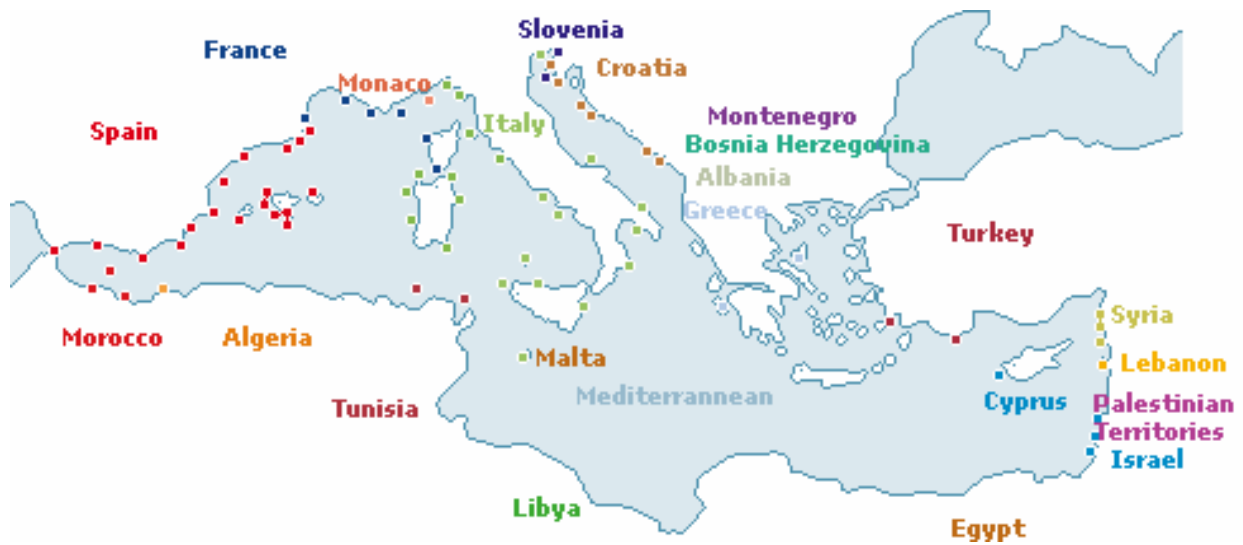 Slovenia
France
Croatia
Monaco
Montenegro
Spain
Italy
Bosnia Herzegovina
Albania
Greece
Turkey
Morocco
Algeria
Syria
Malta
Lebanon
Mediterrannean
Tunisia
Cyprus
Palestinian
Territories
Israel
Libya
Egypt